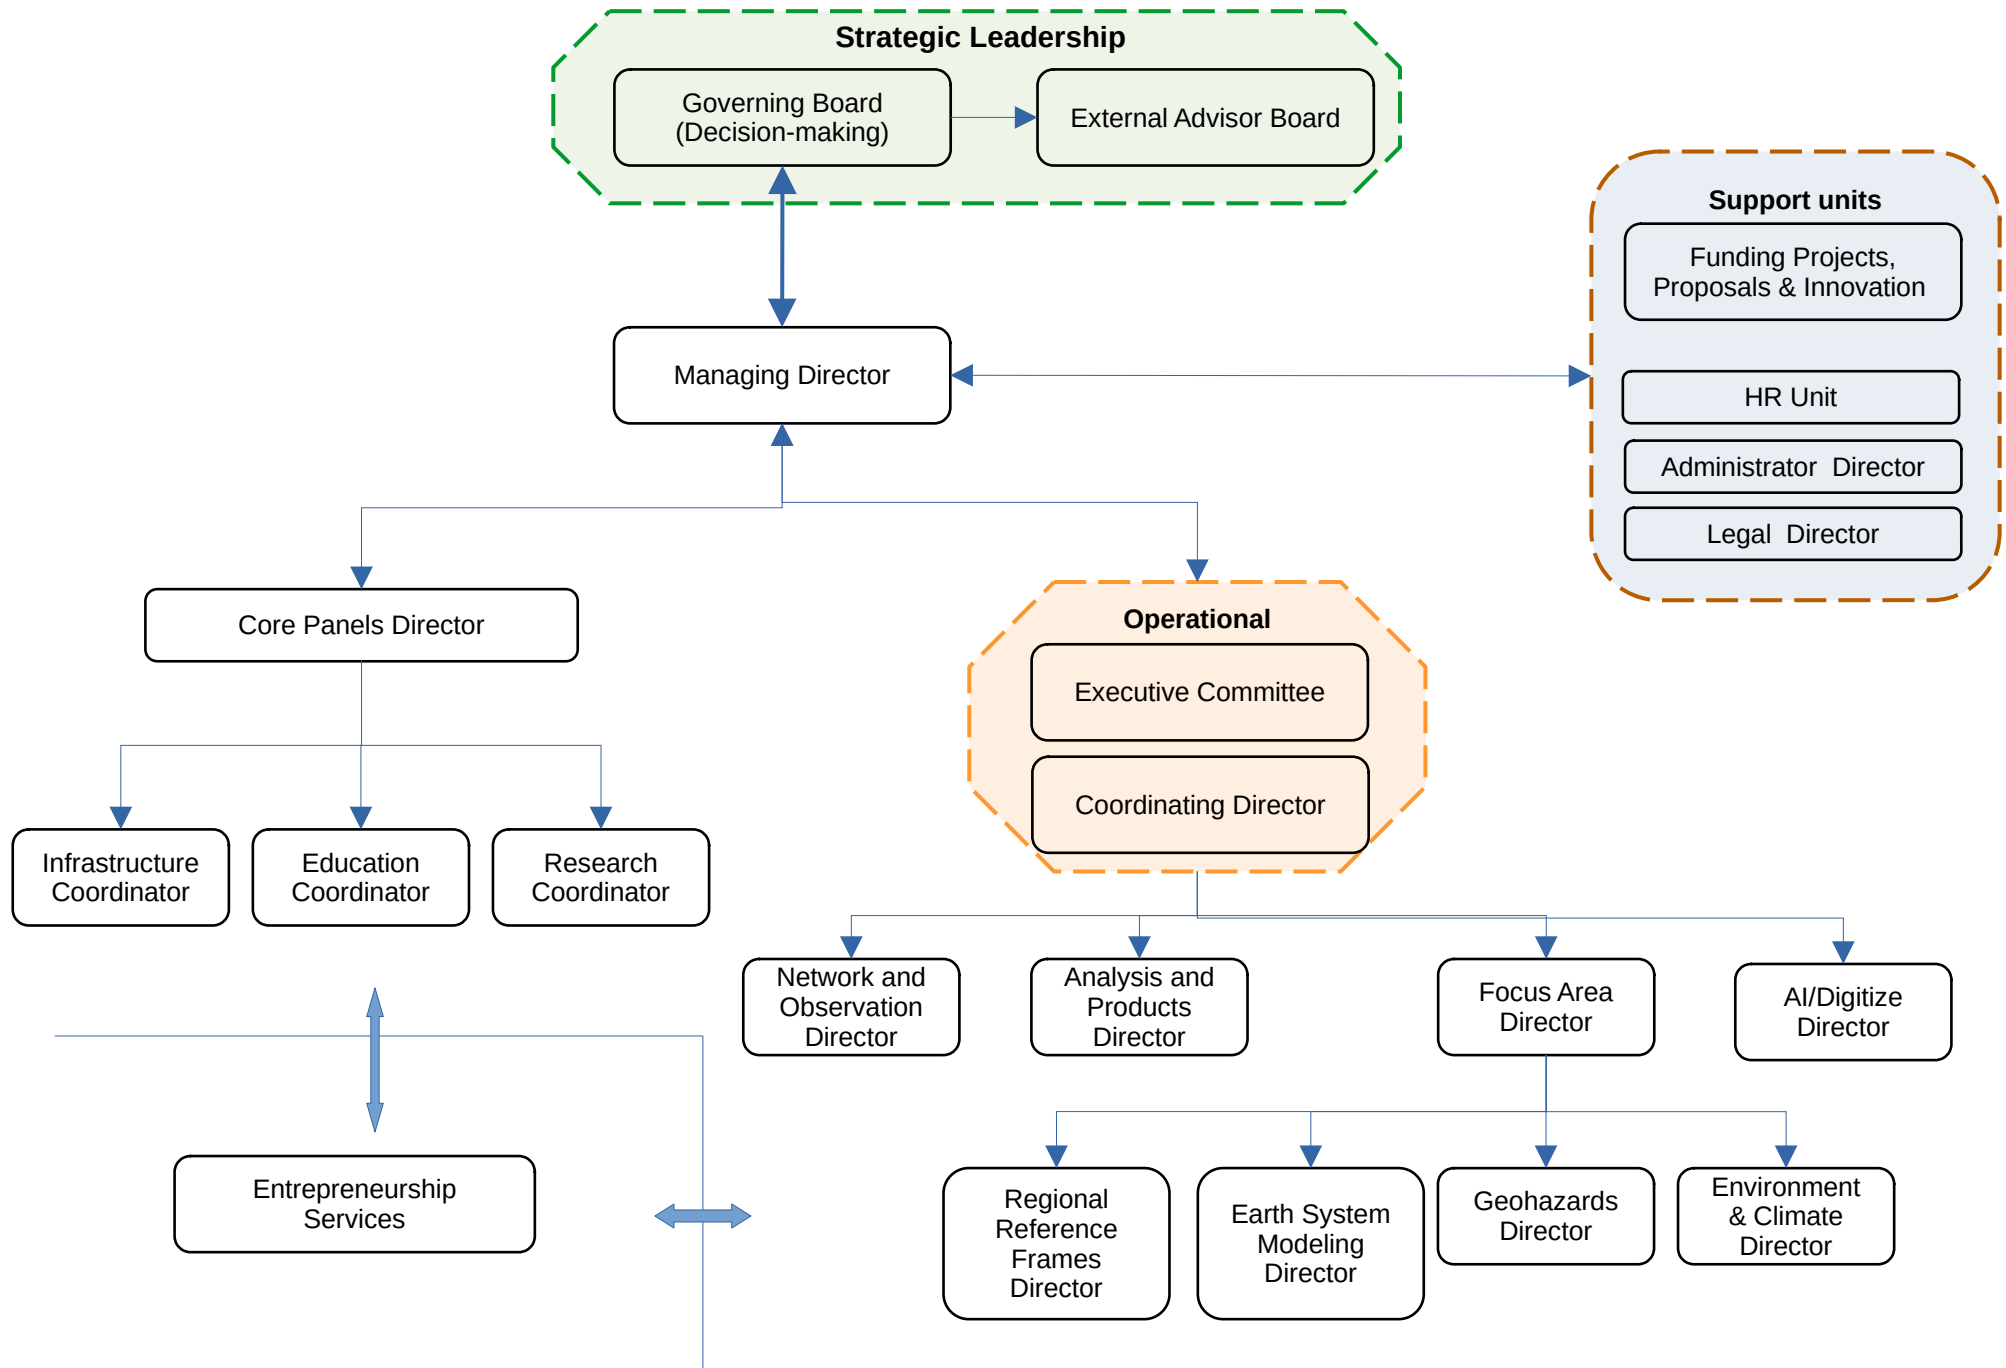 Strategic Leadership
Governing Board
(Decision-making)
External Advisor Board
Support units
Funding Projects,
Proposals & Innovation
HR Unit
Administrator  Director
Legal  Director
Managing Director
Core Panels Director
Operational
Executive Committee
Coordinating Director
Infrastructure
Coordinator
Education
Coordinator
Research
Coordinator
Network and
Observation
Director
Analysis and
Products
Director
Focus Area
Director
AI/Digitize
Director
Entrepreneurship
Services
Regional
Reference
Frames
Director
Earth System
Modeling
Director
Geohazards
Director
Environment
& Climate
Director